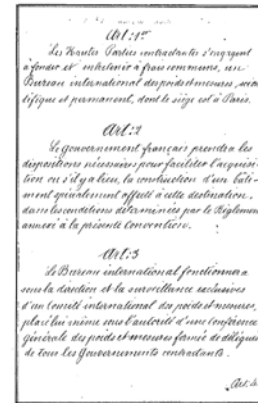 Art: 1er
Les Hautes Parties contractantes s'engagent
à fonder et entretenir à frais communs, un
Bureau international des poids et mesures, scien
tifique et permanent, dont le siège est à Paris.
Art: 2
Le Gouvernement français prendra les
dispositions nécessaires pour faciliter l'acquisi-
tion ou s'il y a lieu, la construction d'un bâti-
ment spécialement affecté à cette destination,
dans les conditions déterminées par le Règlement
annexé à la présente Convention.
Art: 3
Le Bureau international fonctionnera
sous la direction et la surveillance exclusives
d'un Comité international des poids et mesures,
placé lui-même sous l'autorité d'une conférence
générale des poids et mesures formée de délégués
de tous les Gouvernements contractants.
Art.